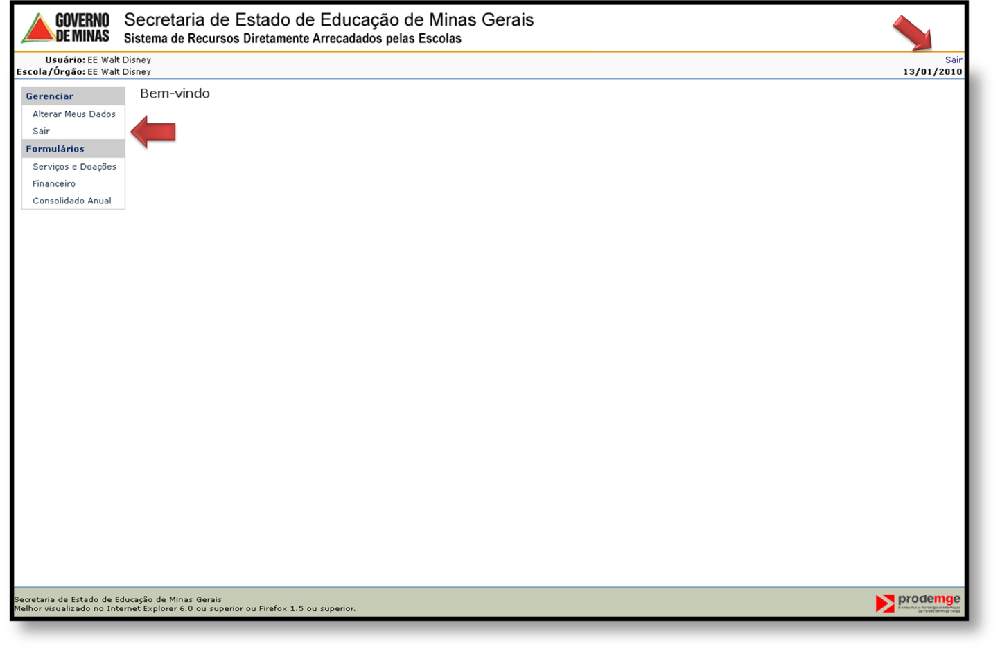 GOVERNO
DE MINAS
Secretaria de Estado de Educação de Minas Gerais
Sistema de Recursos Diretamente Arrecadados pelas Escolas
Usuário: EE Walt Disney
Sair
Escola/Órgão: EE Walt Disney
13/01/2010
Gerenciar
Bem-vindo
Alterar Meus Dados
Sair
Formulários
Serviços e Doações
Financeiro
Consolidado Anual
Secretaria de Estado de Educação de Minas Gerais
Melhor visualizado no Internet Explorer 6.0 ou superior ou Firefox 1.5 ou superior.
prodemge